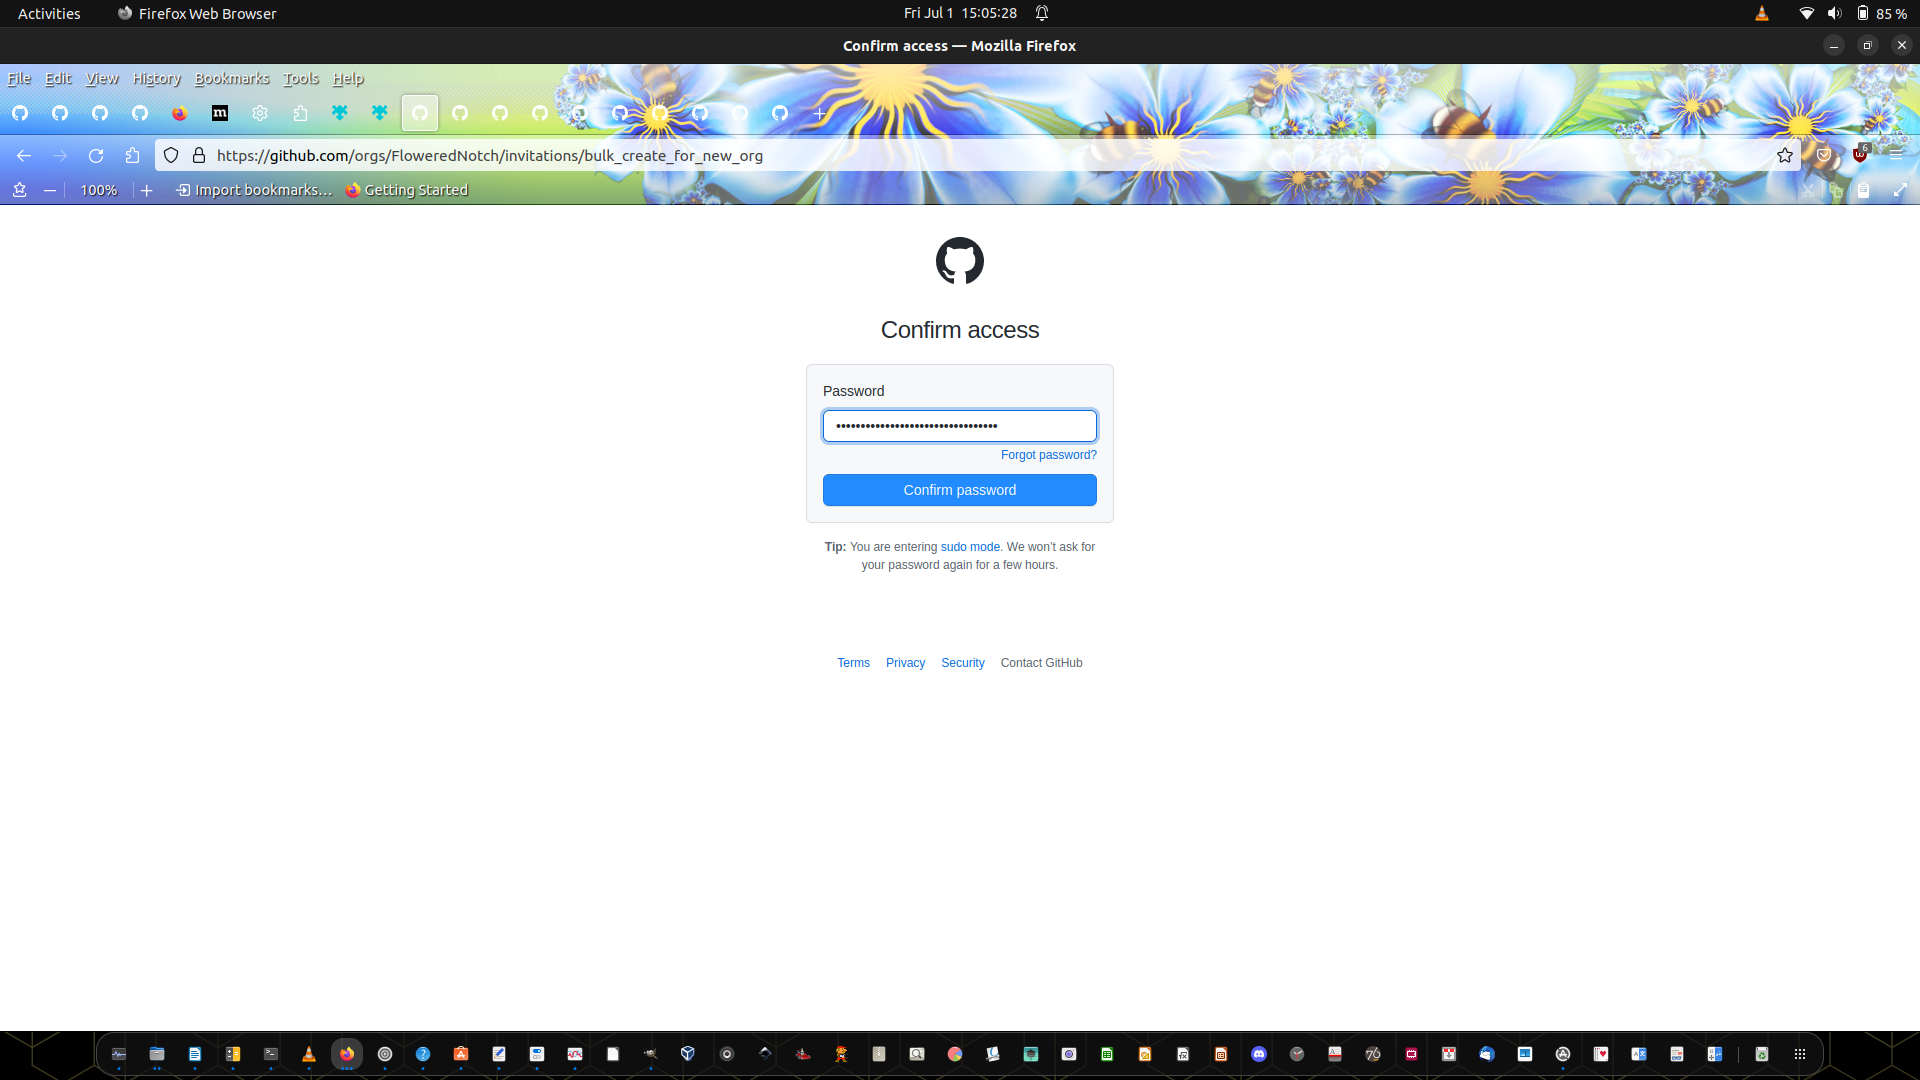 Activities
Firefox Web Browser
Fri Jul 1 15:05:28
85 %
Confirm access — Mozilla Firefox
File Edit View History Bookmarks Tools Help
https://github.com/orgs/FloweredNotch/invitations/bulk_create_for_new_org
6
100%
Import bookmarks...
Getting Started
Confirm access
Password
Forgot password?
Confirm password
Tip: You are entering sudo mode. We won't ask for
your password again for a few hours.
Terms Privacy Security Contact GitHub